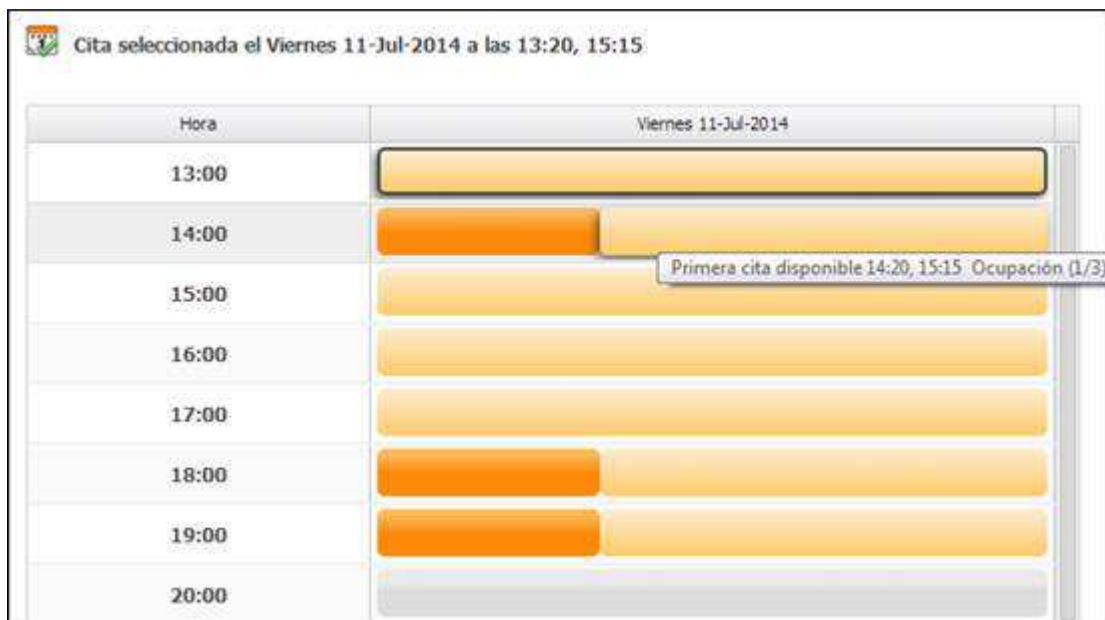 Cita seleccionada el Viernes 11-Jul-2014 a las 13:20, 15:15
Hora Viernes 11-Jul-2014
13:00
14:00
Primera cita disponible 14:20, 15:15 Ocupación (1/3)
15:00
16:00
17:00
18:00
19:00
20:00